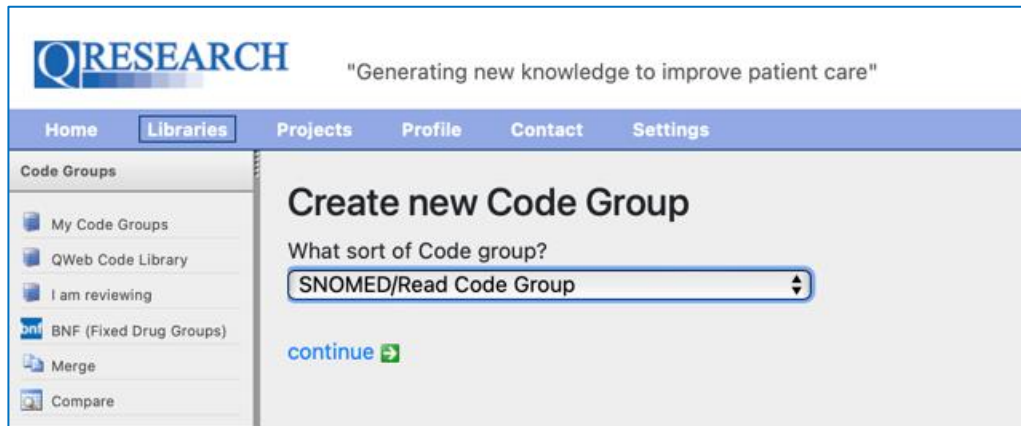 QRESEARCH
"Generating new knowledge to improve patient care"
Home Libraries Projects Profile Contact Settings
Code Groups
My Code Groups
QWeb Code Library
I am reviewing
bnf BNF (Fixed Drug Groups)
Merge
Compare
Create new Code Group
What sort of Code group?
SNOMED/Read Code Group
continue